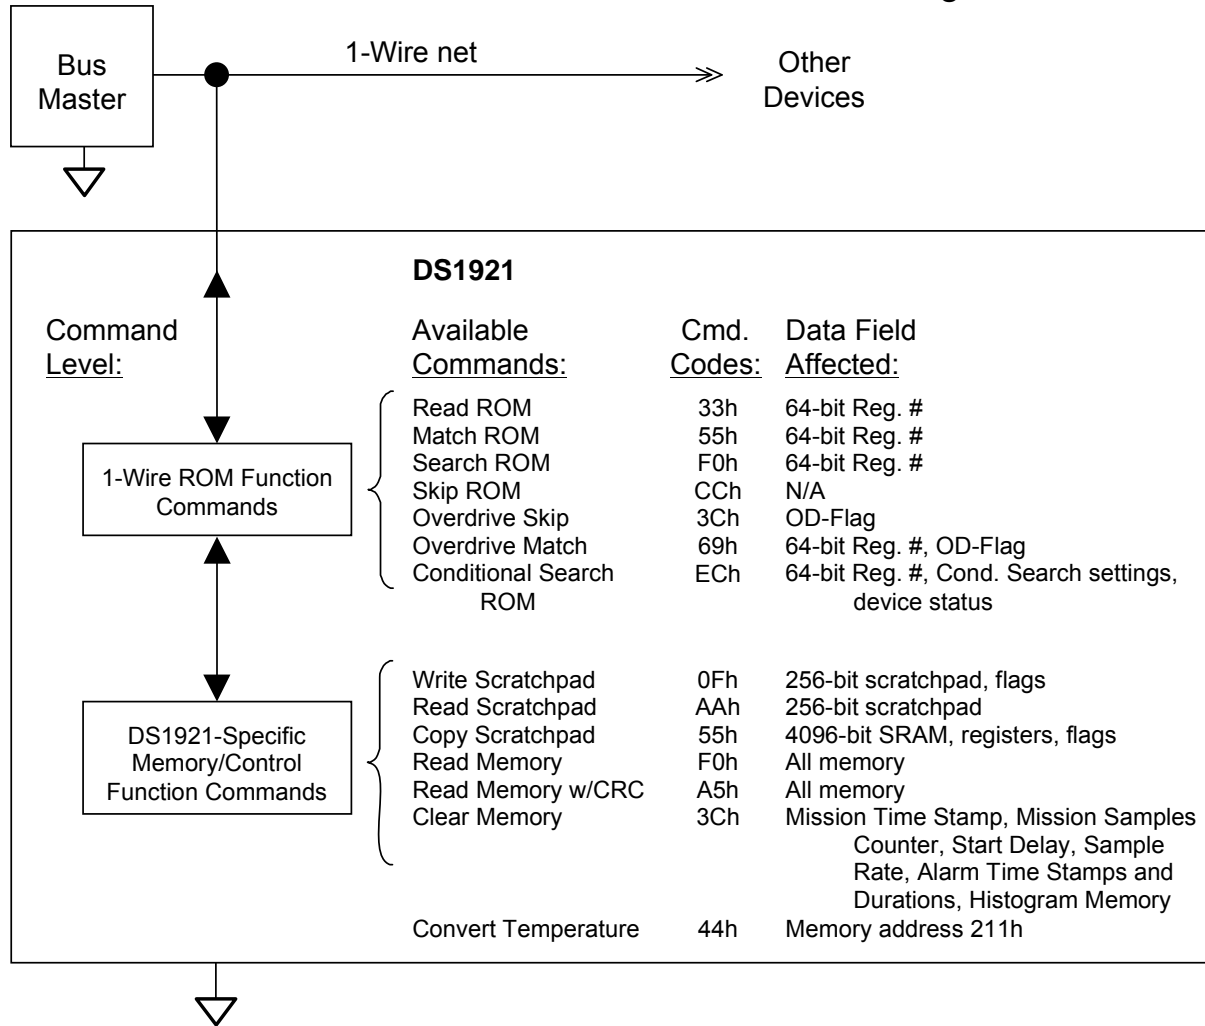 Bus
Master
1-Wire net
Other
Devices
DS1921
Command
Level:
Available
Commands:
Cmd.
Codes:
Data Field
Affected:
1-Wire ROM Function
Commands
Read ROM 33h 64-bit Reg. #
Match ROM 55h 64-bit Reg. #
Search ROM F0h 64-bit Reg. #
Skip ROM CCh N/A
Overdrive Skip 3Ch OD-Flag
Overdrive Match 69h 64-bit Reg. #, OD-Flag
Conditional Search ECh 64-bit Reg. #, Cond. Search settings,
ROM device status
DS1921-Specific
Memory/Control
Function Commands
Write Scratchpad 0Fh 256-bit scratchpad, flags
Read Scratchpad AAh 256-bit scratchpad
Copy Scratchpad 55h 4096-bit SRAM, registers, flags
Read Memory F0h All memory
Read Memory w/CRC A5h All memory
Clear Memory 3Ch Mission Time Stamp, Mission Samples
Counter, Start Delay, Sample
Rate, Alarm Time Stamps and
Durations, Histogram Memory
Convert Temperature 44h Memory address 211h